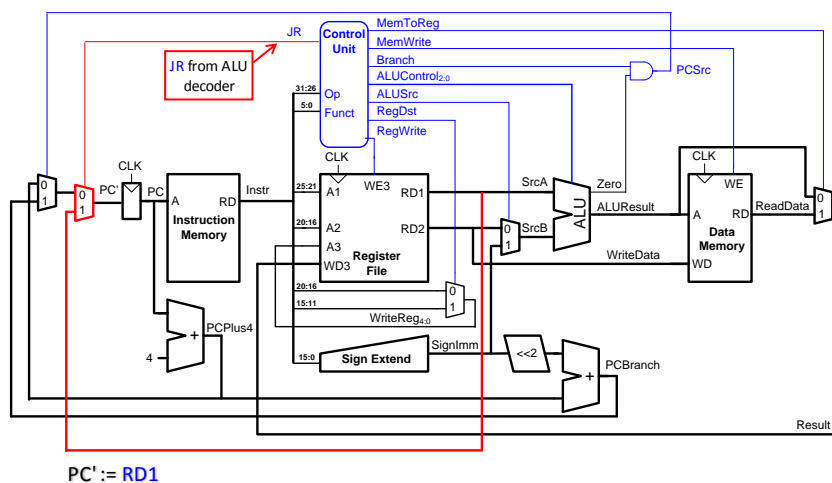 MemToReg
JR
Control
Unit
MemWrite
Branch
PCSrc
JR from ALU
decoder
ALUControl2:0
31:26
Op
ALUSrc
5:0
Funct
RegDst
RegWrite
CLK
CLK
CLK
0
1
0
1
PC'
PC
A
RD
Instruction
Memory
Instr
25:21
A1
WE3
RD1
SrcA
Zero
WE
20:16
A2
RD2
0
1
SrcB
ALU
ALUResult
A
RD
ReadData
0
1
A3
Data
Memory
WD3
Register
File
WriteData
WD
20:16
0
15:11
1
WriteReg4:0
PCPlus4
+
4
SignImm
15:0
Sign Extend
<<2
PCBranch
+
Result
PC' := RD1